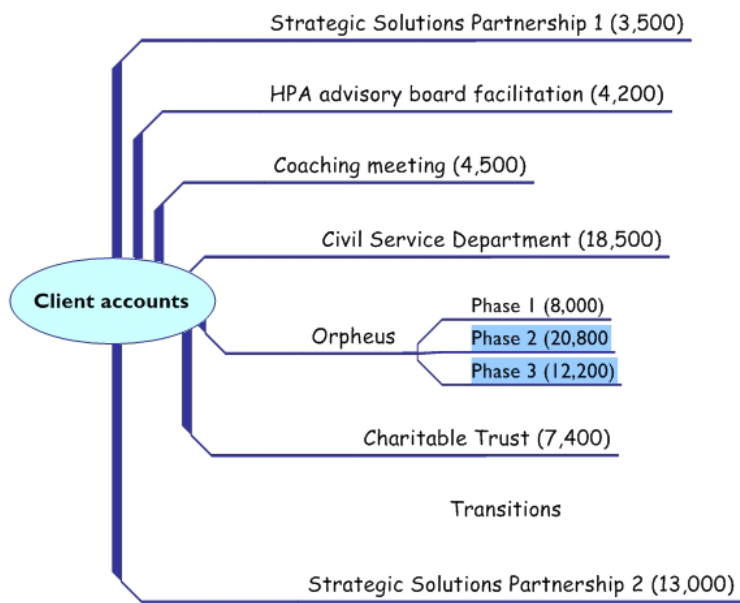 Strategic Solutions Partnership 1 (3,500)
HPA advisory board facilitation (4,200)
Coaching meeting (4,500)
Civil Service Department (18,500)
Client accounts
Orpheus
Phase 1 (8,000)
Phase 2 (20,800
Phase 3 (12,200)
Charitable Trust (7,400)
Transitions
Strategic Solutions Partnership 2 (13,000)